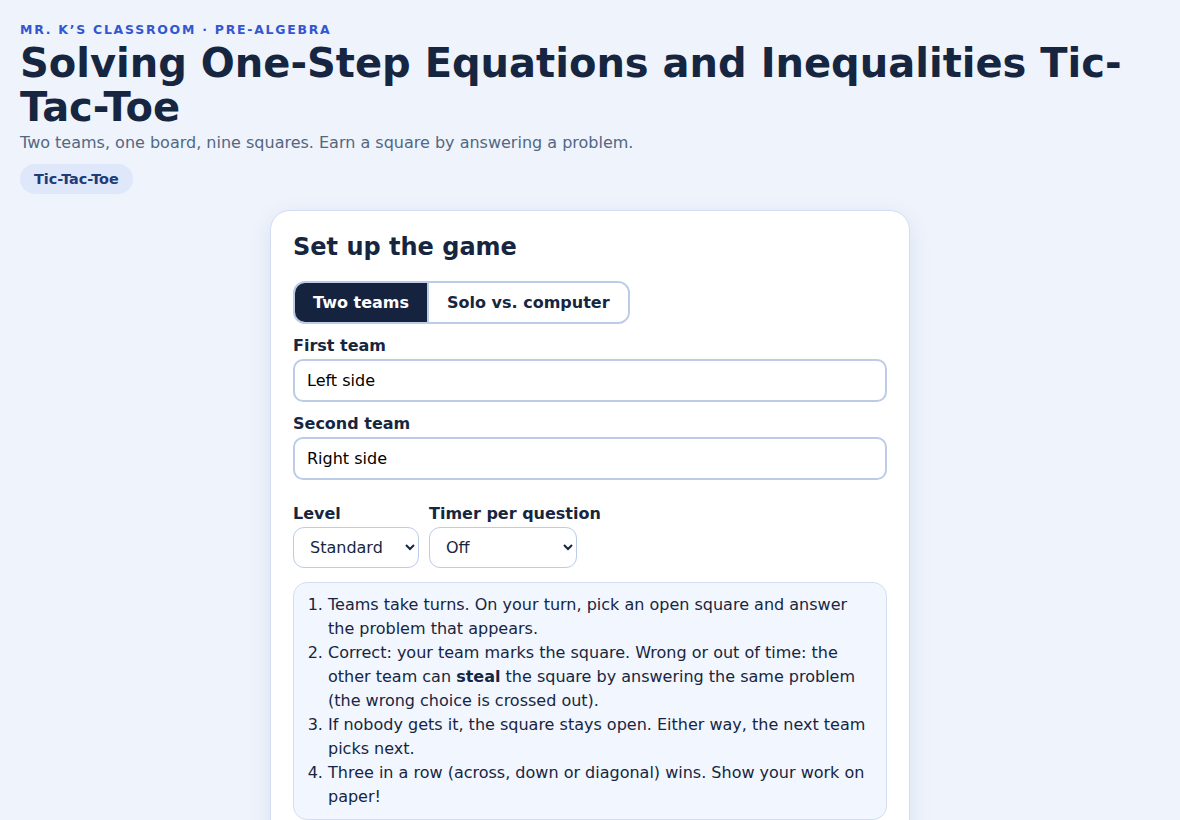 MR. K’S CLASSROOM · PRE-ALGEBRA
Solving One-Step Equations and Inequalities Tic-
Tac-Toe
Two teams, one board, nine squares. Earn a square by answering a problem.
Tic-Tac-Toe
Set up the game
Two teams
Solo vs. computer
First team
Left side
Second team
Right side
Level
Timer per question
Standard
Off
1. Teams take turns. On your turn, pick an open square and answer
the problem that appears.
2. Correct: your team marks the square. Wrong or out of time: the
other team can steal the square by answering the same problem
(the wrong choice is crossed out).
3. If nobody gets it, the square stays open. Either way, the next team
picks next.
4. Three in a row (across, down or diagonal) wins. Show your work on
paper!